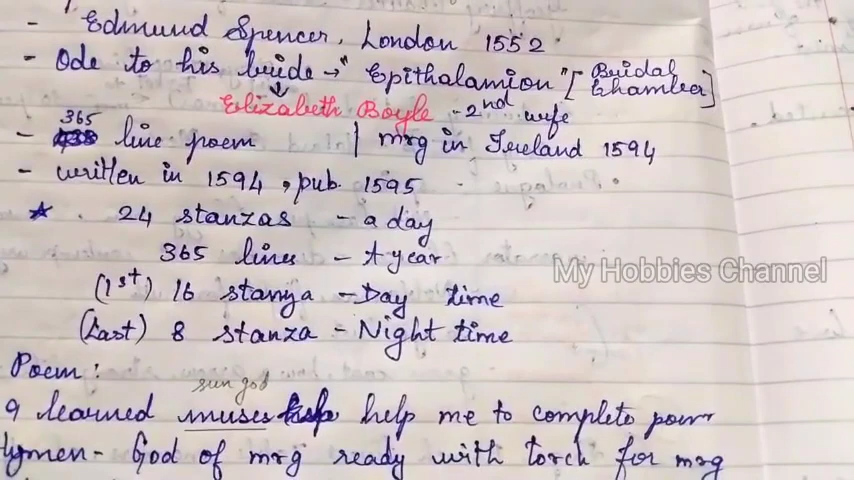 - Edmund Spencer, London 1552
- Ode to his bride → "Epithalamion" [Bridal Chamber]
Elizabeth Boyle - 2nd wife
365
- line poem | mrg in Ireland 1594
- written in 1594, pub. 1595
24 stanzas - a day
365 lines - A year
(1st) 16 stanza - Day time
(Last) 8 stanza - Night time
Poem:
sun god
9 learned muses help me to complete poem
Hymen - God of mrg ready with torch for mrg
My Hobbies Channel